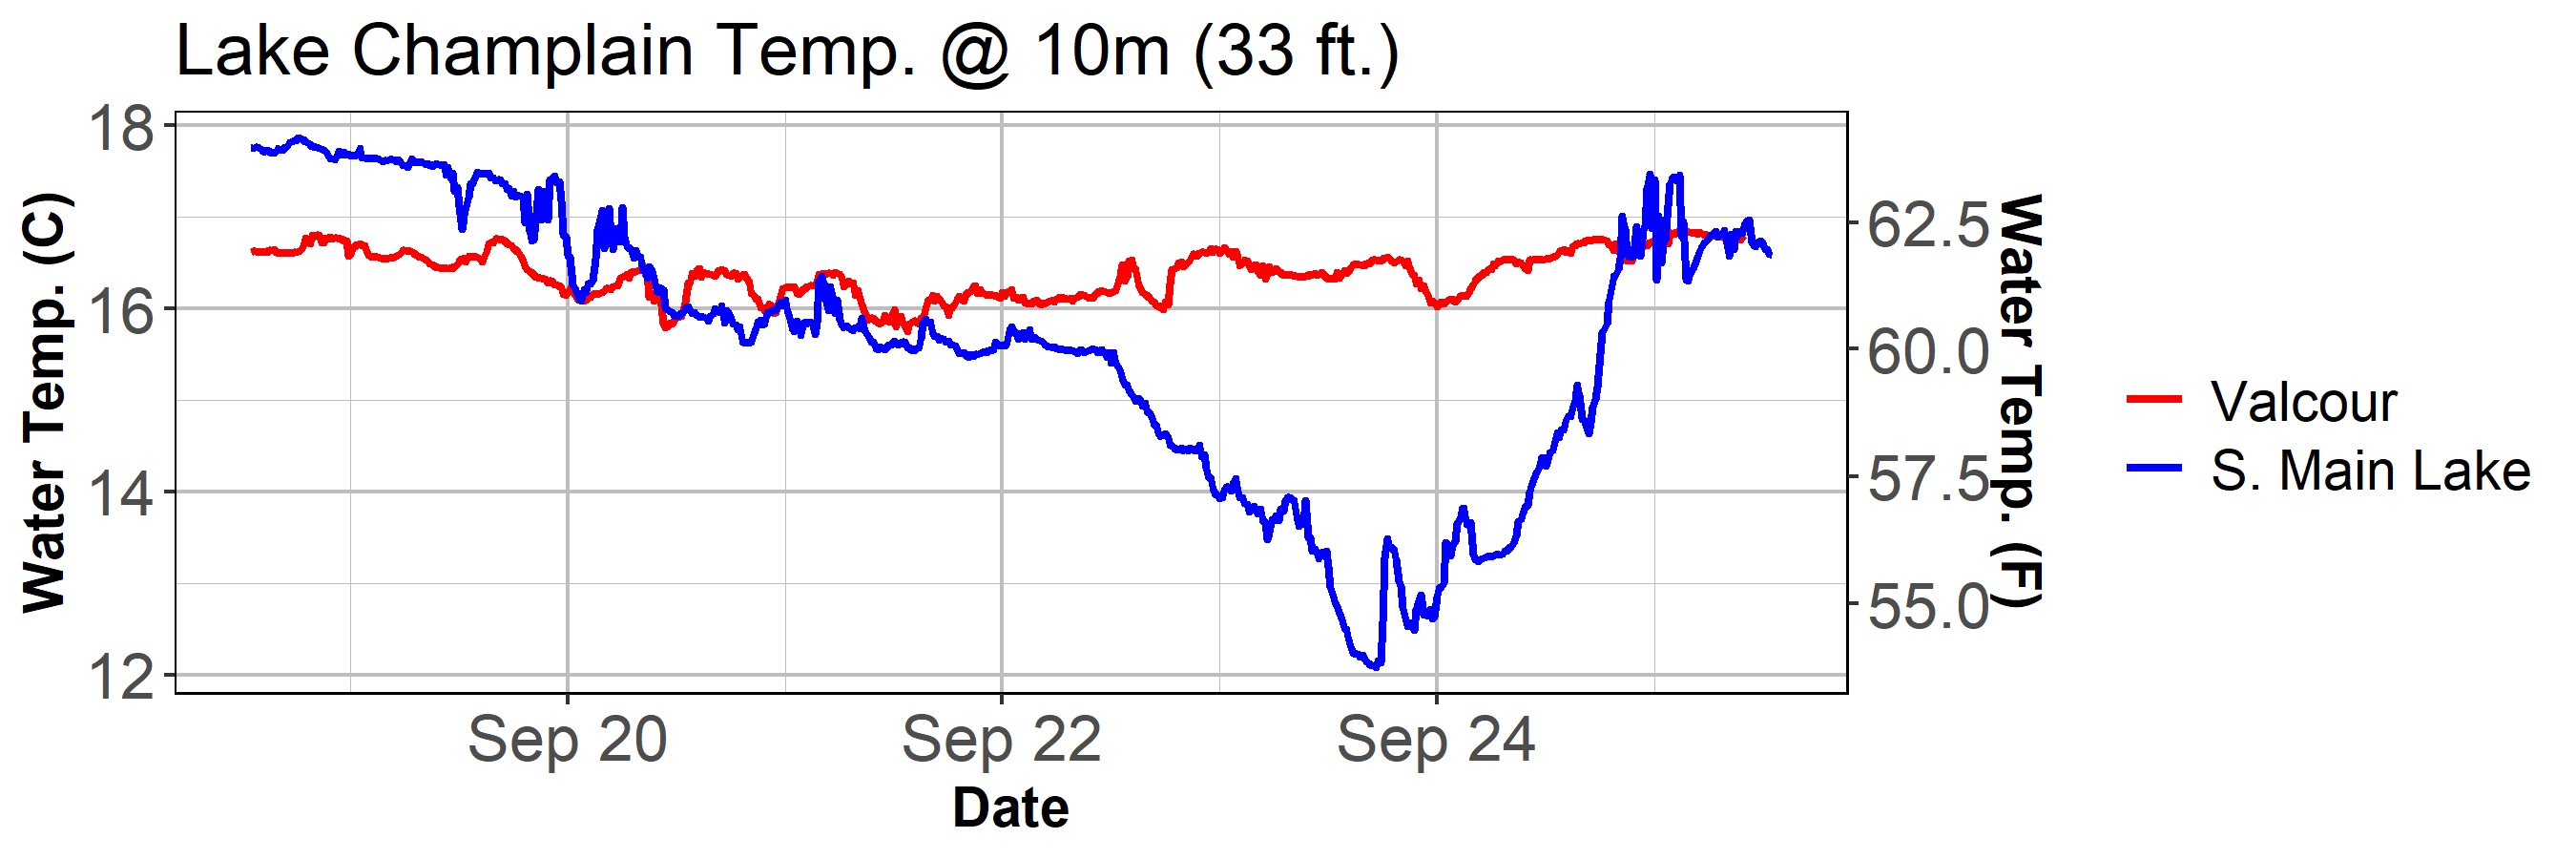 Lake Champlain Temp. @ 10m (33 ft.)
Water Temp. (C)
18
16
14
12
Sep 20
Sep 22
Sep 24
Date
62.5
60.0
57.5
55.0
Water Temp. (F)
Valcour
S. Main Lake